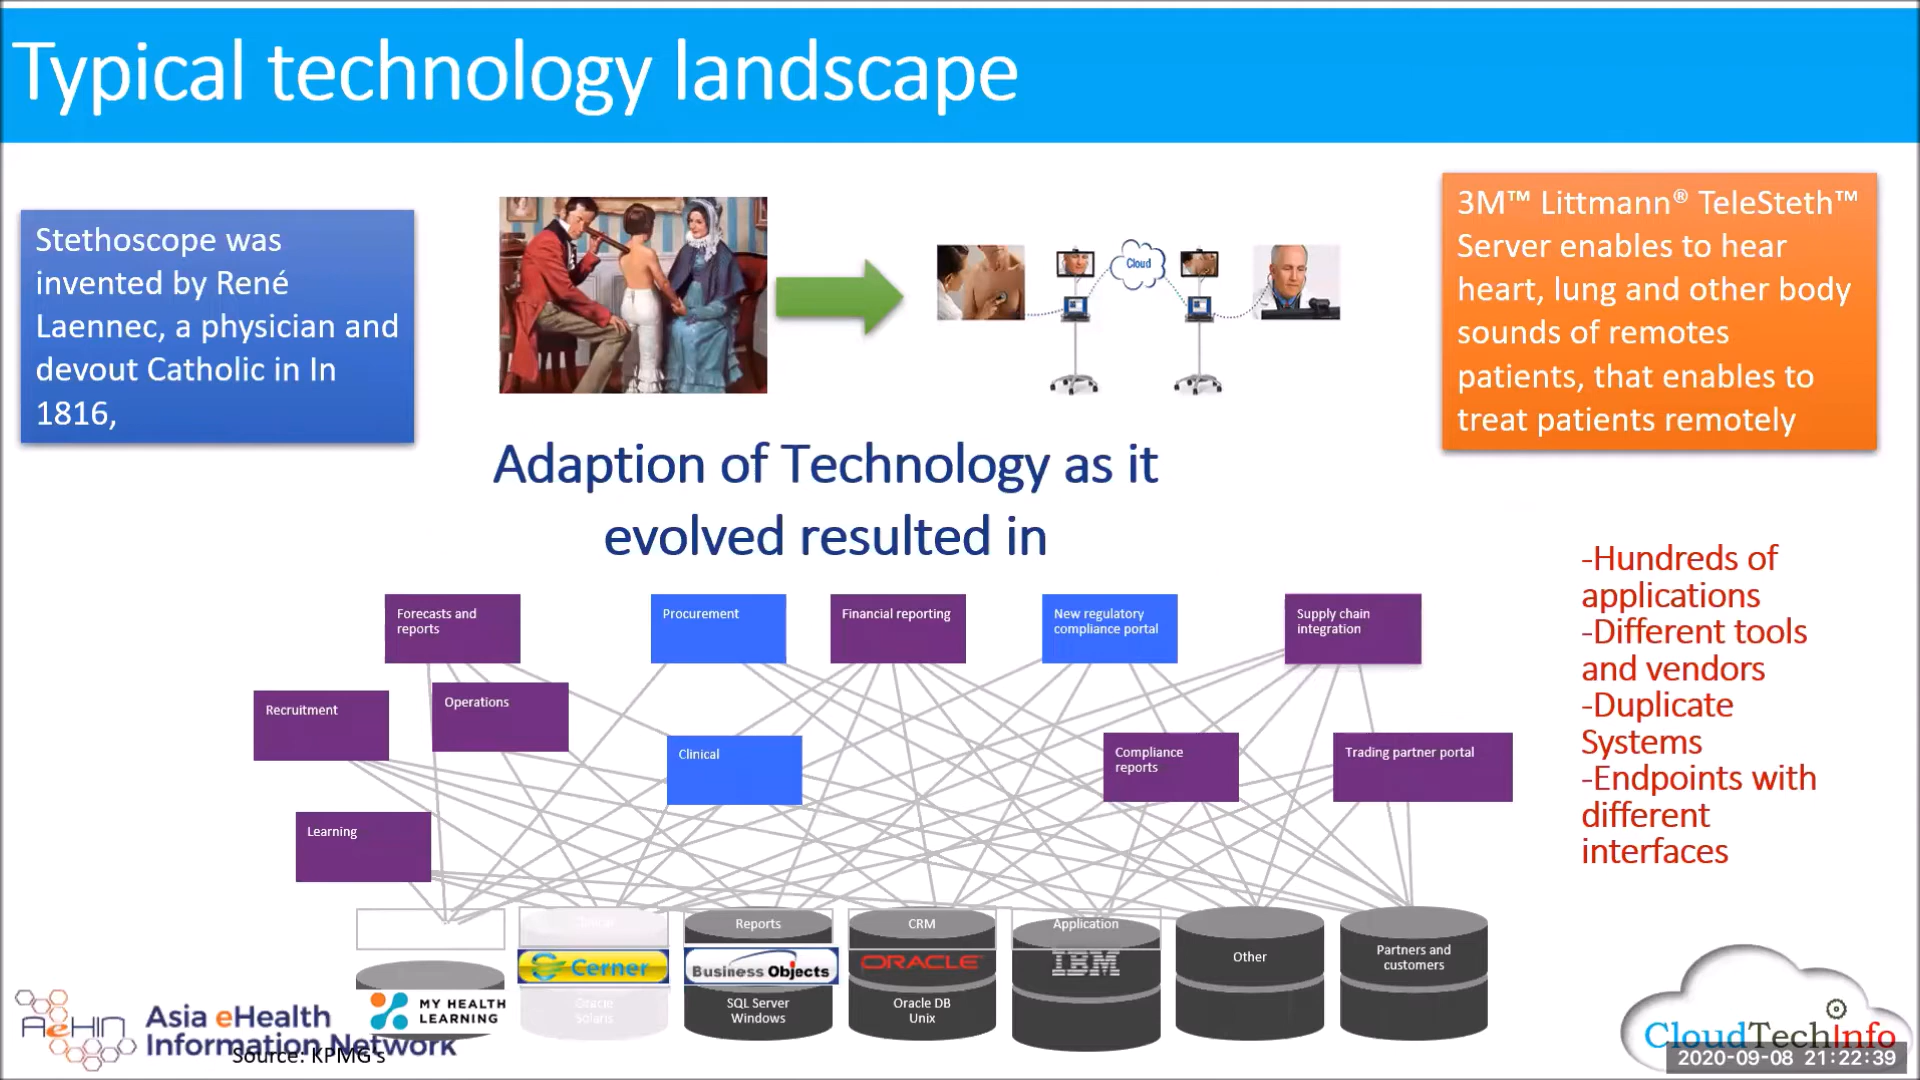 Typical technology landscape
Stethoscope was
invented by René
Laennec, a physician and
devout Catholic in In
1816,
Cloud
3M™ Littmann® TeleSteth™
Server enables to hear
heart, lung and other body
sounds of remotes
patients, that enables to
treat patients remotely
Adaption of Technology as it
evolved resulted in
-Hundreds of
applications
-Different tools
and vendors
-Duplicate
Systems
-Endpoints with
different
interfaces
Forecasts and
reports
Procurement
Financial reporting
New regulatory
compliance portal
Supply chain
integration
Recruitment
Operations
Clinical
Compliance
reports
Trading partner portal
Learning
Reports
CRM
Application
Cerner
Business Objects
ORACLE
IBM
Other
Partners and
customers
MY HEALTH
LEARNING
Oracle
Solaris
SQL Server
Windows
Oracle DB
Unix
AeHIN
Asia eHealth
Information Network
Source: KPMG's
CloudTechInfo
2020-09-08 21:22:39